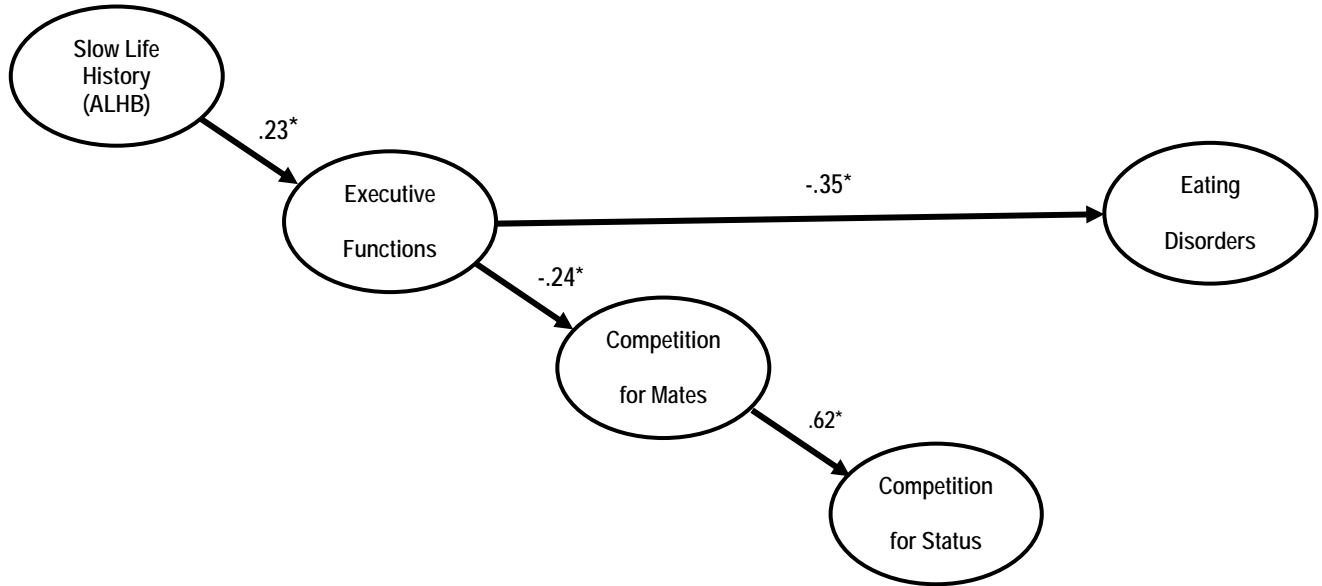 Slow Life
History
(ALHB)
.23*
Executive
Functions
-.35*
Eating
Disorders
-.24*
Competition
for Mates
.62*
Competition
for Status